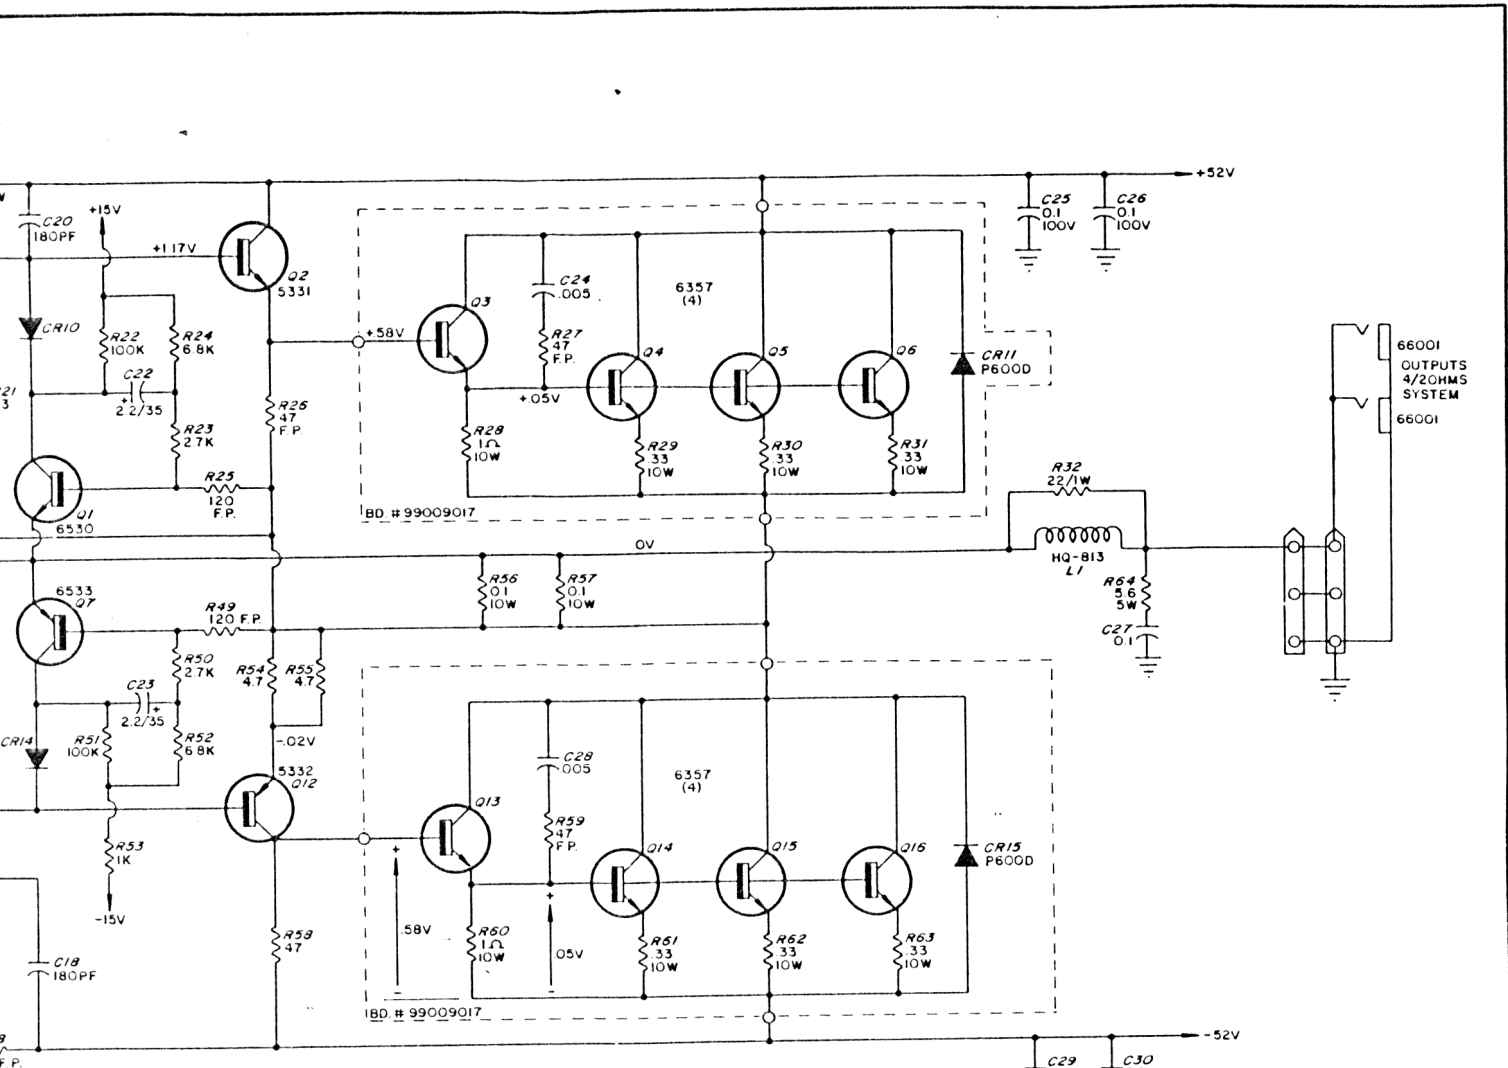 +52V
C20
180PF
+15V
+1.17V
Q2
5331
C25
0.1
100V
C26
0.1
100V
CR10
R22
100K
R24
6.8K
C22
+
2.2/35
R23
2.7K
R25
120
F.P.
R26
47
F.P.
Q1
6530
+.58V
Q3
C24
.005
R27
47
F.P.
6357
(4)
Q4
Q5
Q6
CR11
P600D
+.05V
R28
1Ω
10W
R29
.33
10W
R30
.33
10W
R31
.33
10W
BD. # 99009017
66001
OUTPUTS
4/2OHMS
SYSTEM
66001
R32
22/1W
0V
HQ-813
L1
R64
5.6
5W
C27
0.1
R56
0.1
10W
R57
0.1
10W
6533
Q7
R49
120 F.P.
R50
2.7K
R54
4.7
R55
4.7
C23
+
2.2/35
CR14
R51
100K
R52
6.8K
-.02V
5332
Q12
R53
1K
-15V
C18
180PF
R58
47
Q13
C28
.005
R59
47
F.P.
6357
(4)
Q14
Q15
Q16
CR15
P600D
+
.58V
-
+
.05V
-
R60
1Ω
10W
R61
.33
10W
R62
.33
10W
R63
.33
10W
BD. # 99009017
-52V
C29
C30
F.P.